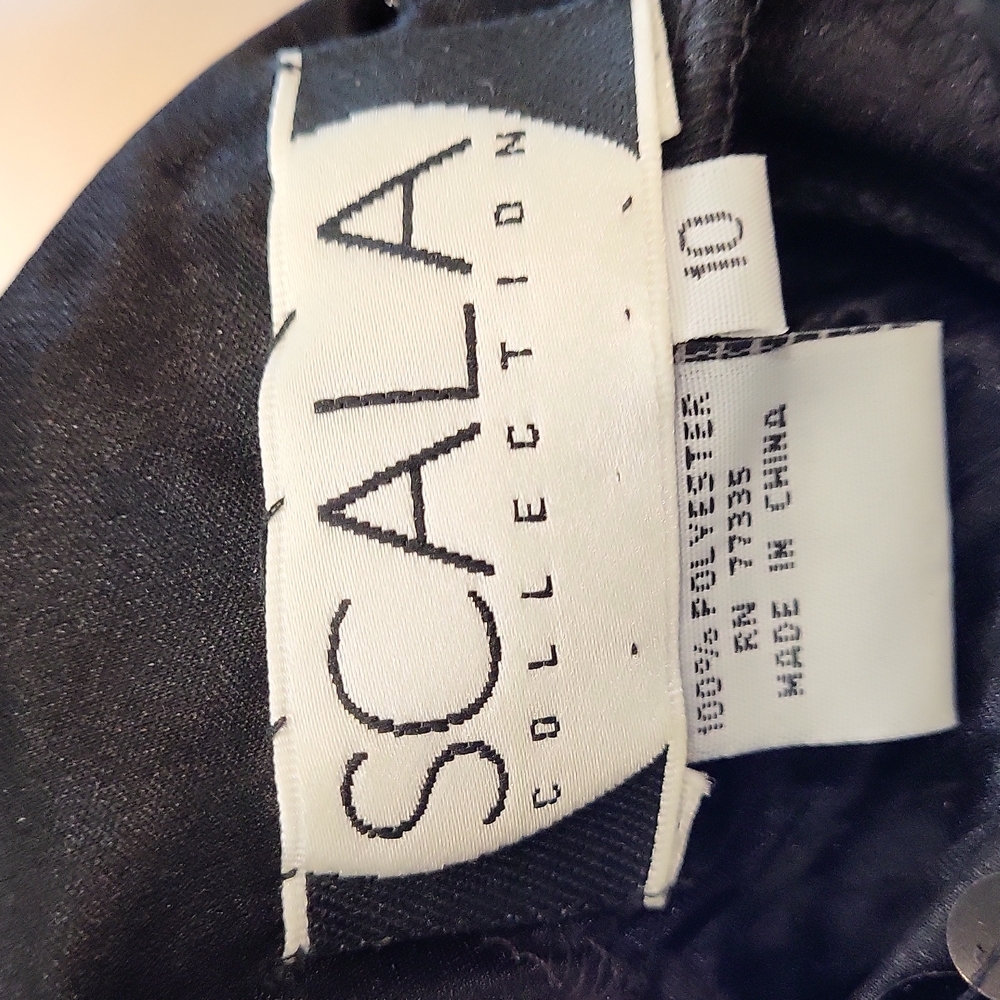 SCALA
COLLECTION
10
100% POLYESTER
RN 77335
MADE IN CHINA